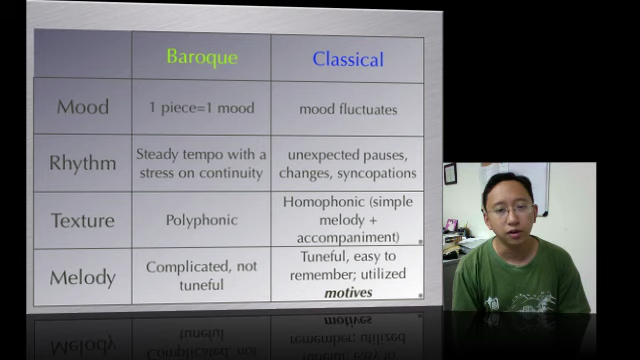 Baroque
Classical
Mood
1 piece=1 mood
mood fluctuates
Rhythm
Steady tempo with a
stress on continuity
unexpected pauses,
changes, syncopations
Texture
Polyphonic
Homophonic (simple
melody +
accompaniment)
Melody
Complicated, not
tuneful
Tuneful, easy to
remember; utilized
motives